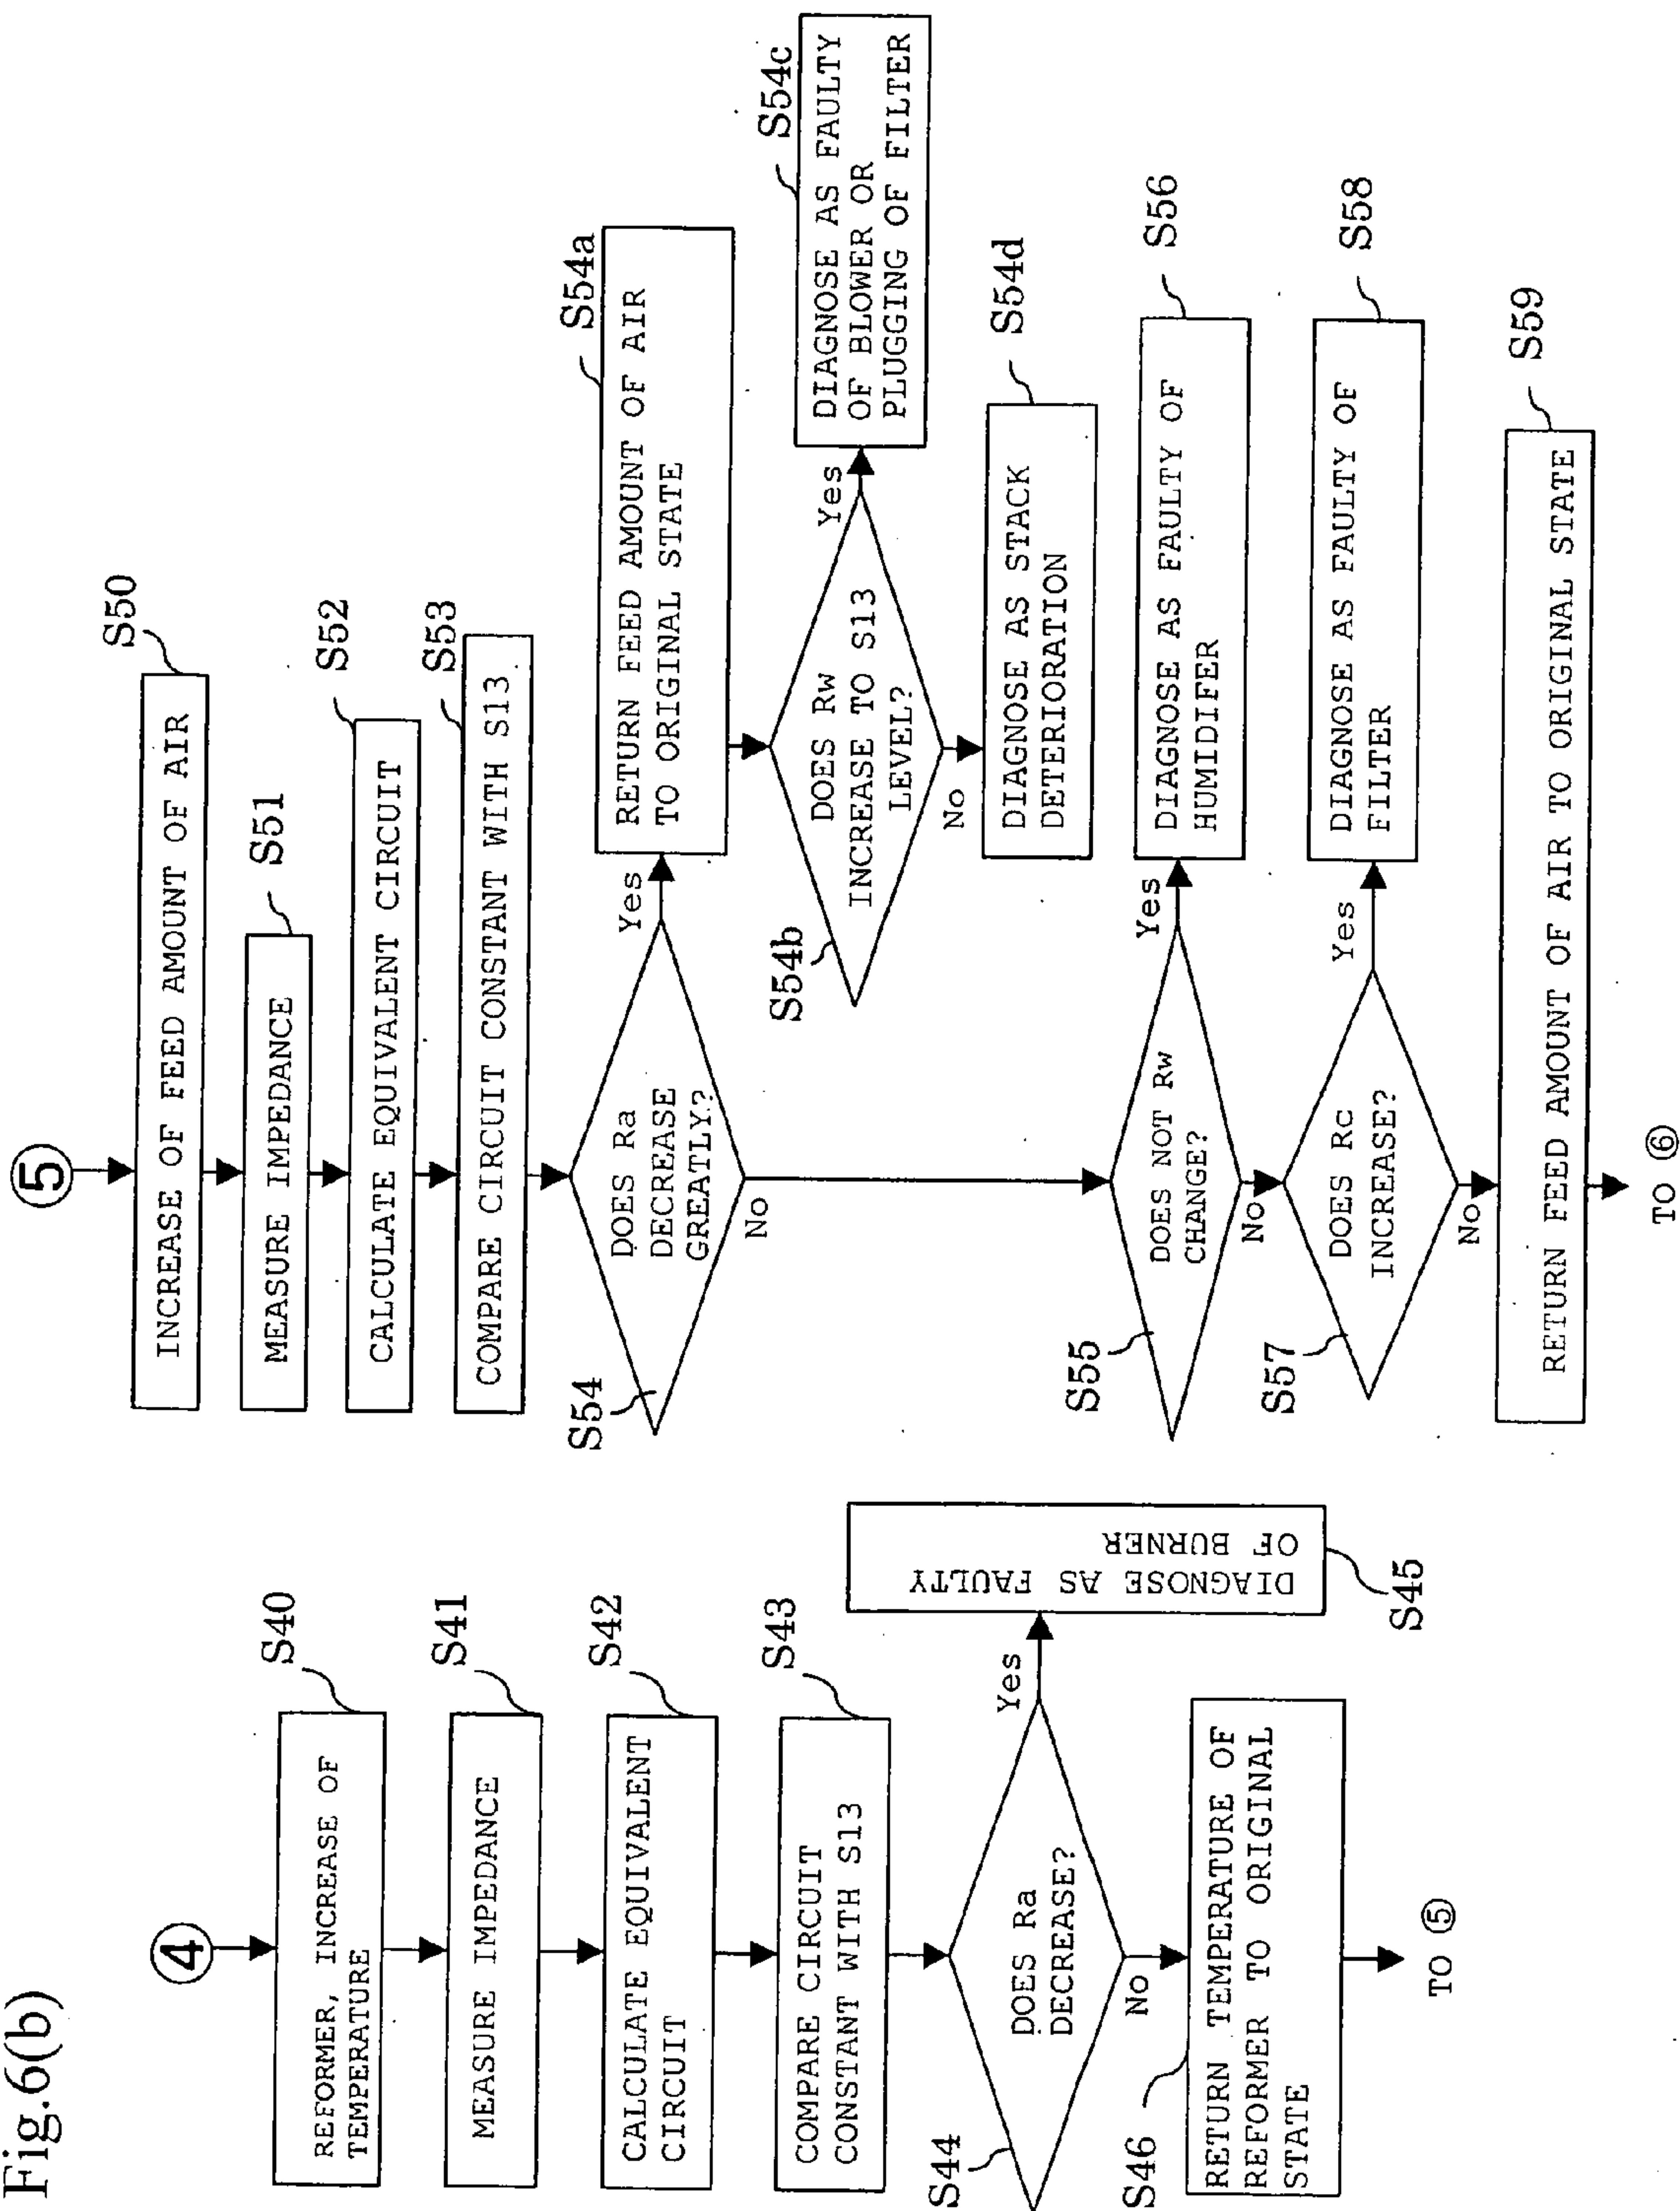 Fig.6(b)
④
S40
REFORMER, INCREASE OF
TEMPERATURE
S41
MEASURE IMPEDANCE
S42
CALCULATE EQUIVALENT
CIRCUIT
S43
COMPARE CIRCUIT
CONSTANT WITH S13
S44
DOES Ra
DECREASE?
Yes
DIAGNOSE AS FAULTY
OF BURNER
S45
No
S46
RETURN TEMPERATURE OF
REFORMER TO ORIGINAL
STATE
TO ⑤
⑤
S50
INCREASE OF FEED AMOUNT OF AIR
S51
MEASURE IMPEDANCE
S52
CALCULATE EQUIVALENT CIRCUIT
S53
COMPARE CIRCUIT CONSTANT WITH S13
S54
DOES Ra
DECREASE
GREATLY?
Yes
No
S54a
RETURN FEED AMOUNT OF AIR
TO ORIGINAL STATE
S54b
DOES Rw
INCREASE TO S13
LEVEL?
Yes
S54c
DIAGNOSE AS FAULTY
OF BLOWER OR
PLUGGING OF FILTER
No
S54d
DIAGNOSE AS STACK
DETERIORATION
S55
DOES NOT Rw
CHANGE?
Yes
S56
DIAGNOSE AS FAULTY OF
HUMIDIFER
No
S57
DOES Rc
INCREASE?
Yes
S58
DIAGNOSE AS FAULTY OF
FILTER
No
S59
RETURN FEED AMOUNT OF AIR TO ORIGINAL STATE
TO ⑥